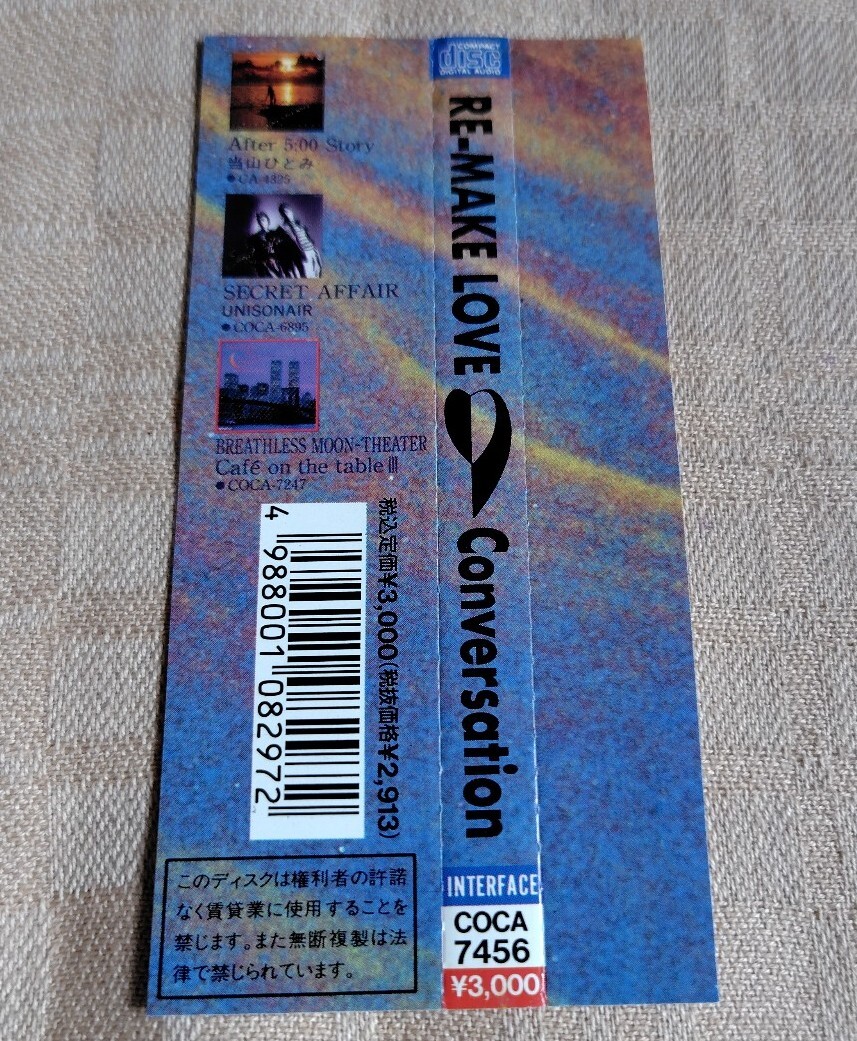 After 5:00 Story
当山ひとみ
●CA-4325
SECRET AFFAIR
UNISONAIR
●COCA-6895
BREATHLESS MOON-THEATER
Café on the table Ⅲ
●COCA-7247
税込定価¥3,000(税抜価格¥2,913)
4 988001 082972
このディスクは権利者の許諾
なく賃貸業に使用することを
禁じます。また無断複製は法
律で禁じられています。
COMPACT
disc
DIGITAL AUDIO
RE-MAKE LOVE
Conversation
INTERFACE
COCA
7456
¥3,000